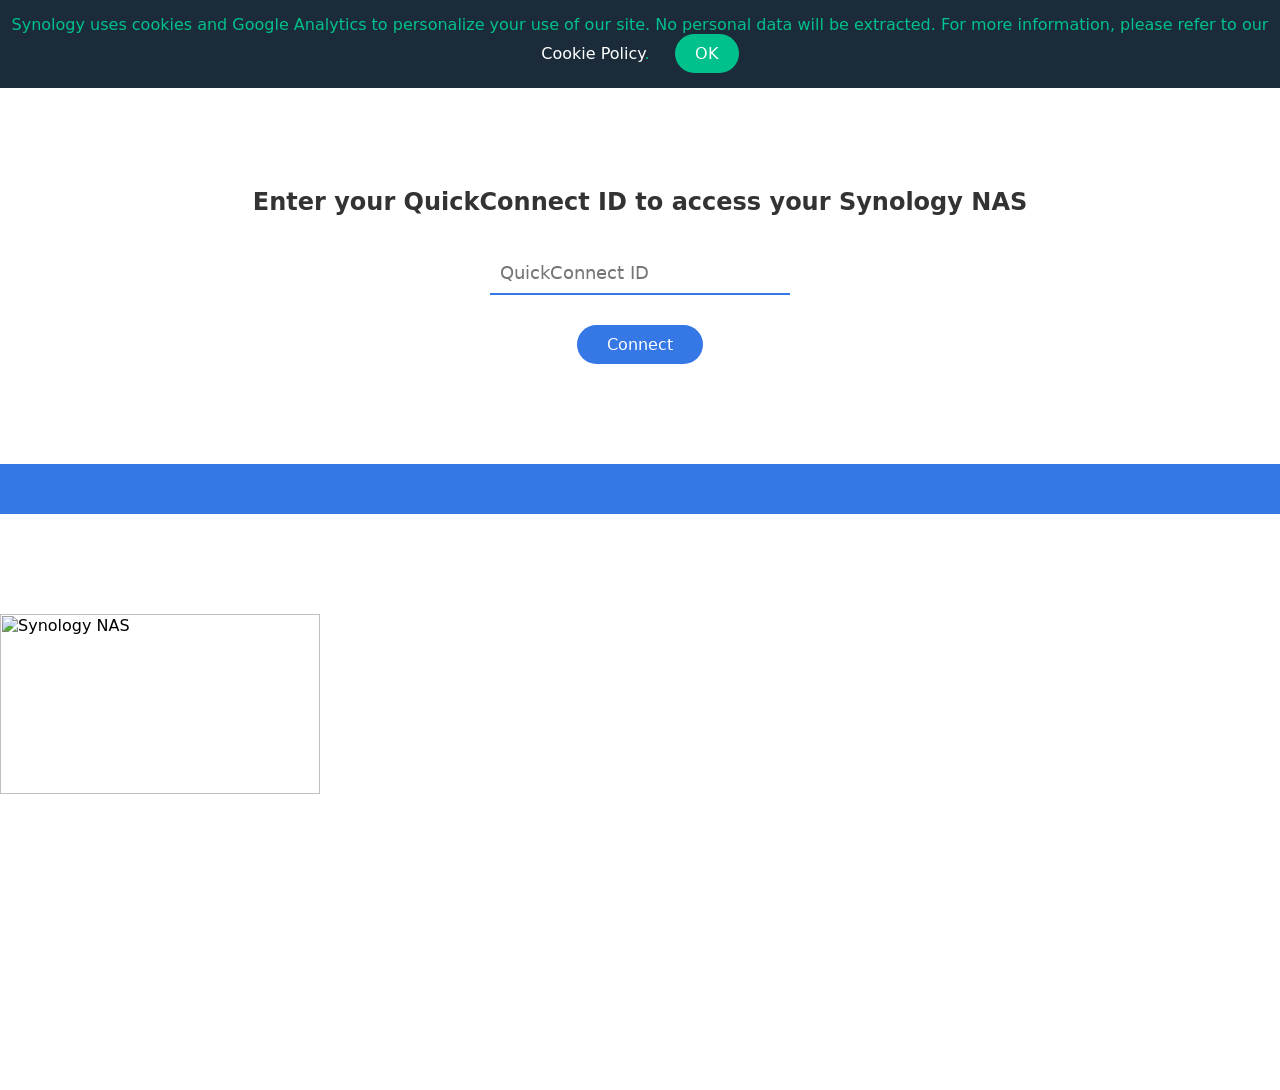 Synology uses cookies and Google Analytics to personalize your use of our site. No personal data will be extracted. For more information, please refer to our
Cookie Policy. OK
Enter your QuickConnect ID to access your Synology NAS
QuickConnect ID
Connect
Synology NAS